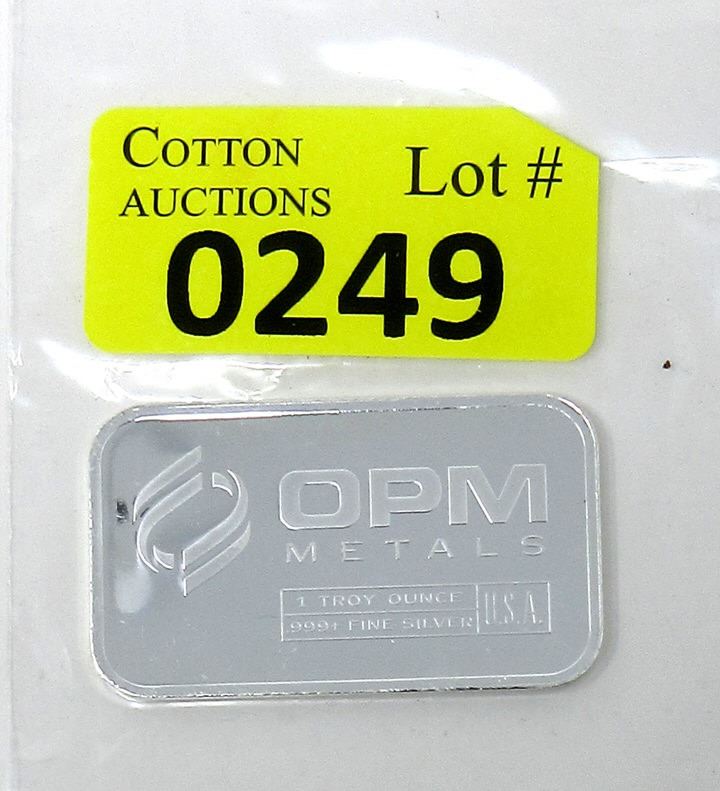 COTTON
AUCTIONS
Lot #
0249
OPM
METALS
1 TROY OUNCE
.999+ FINE SILVER
U.S.A.